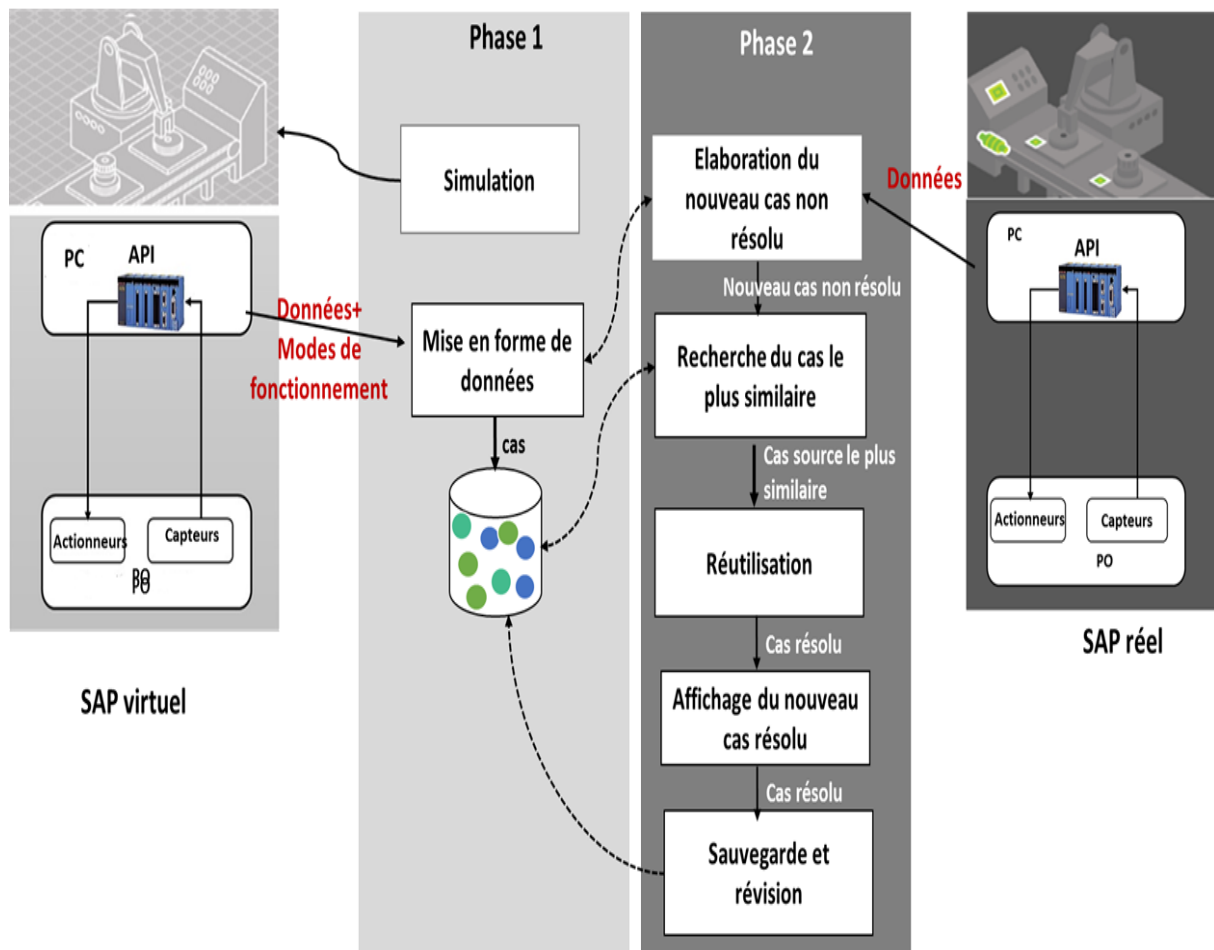 Phase 1
Phase 2
Simulation
Elaboration du
nouveau cas non
résolu
Données
PC
API
Données+
Modes de
fonctionnement
Mise en forme de
données
cas
Nouveau cas non résolu
Recherche du cas le
plus similaire
Cas source le plus
similaire
Réutilisation
Cas résolu
Affichage du nouveau
cas résolu
Cas résolu
Sauvegarde et
révision
Actionneurs
Capteurs
PO
PO
SAP virtuel
PC
API
Actionneurs
Capteurs
PO
SAP réel